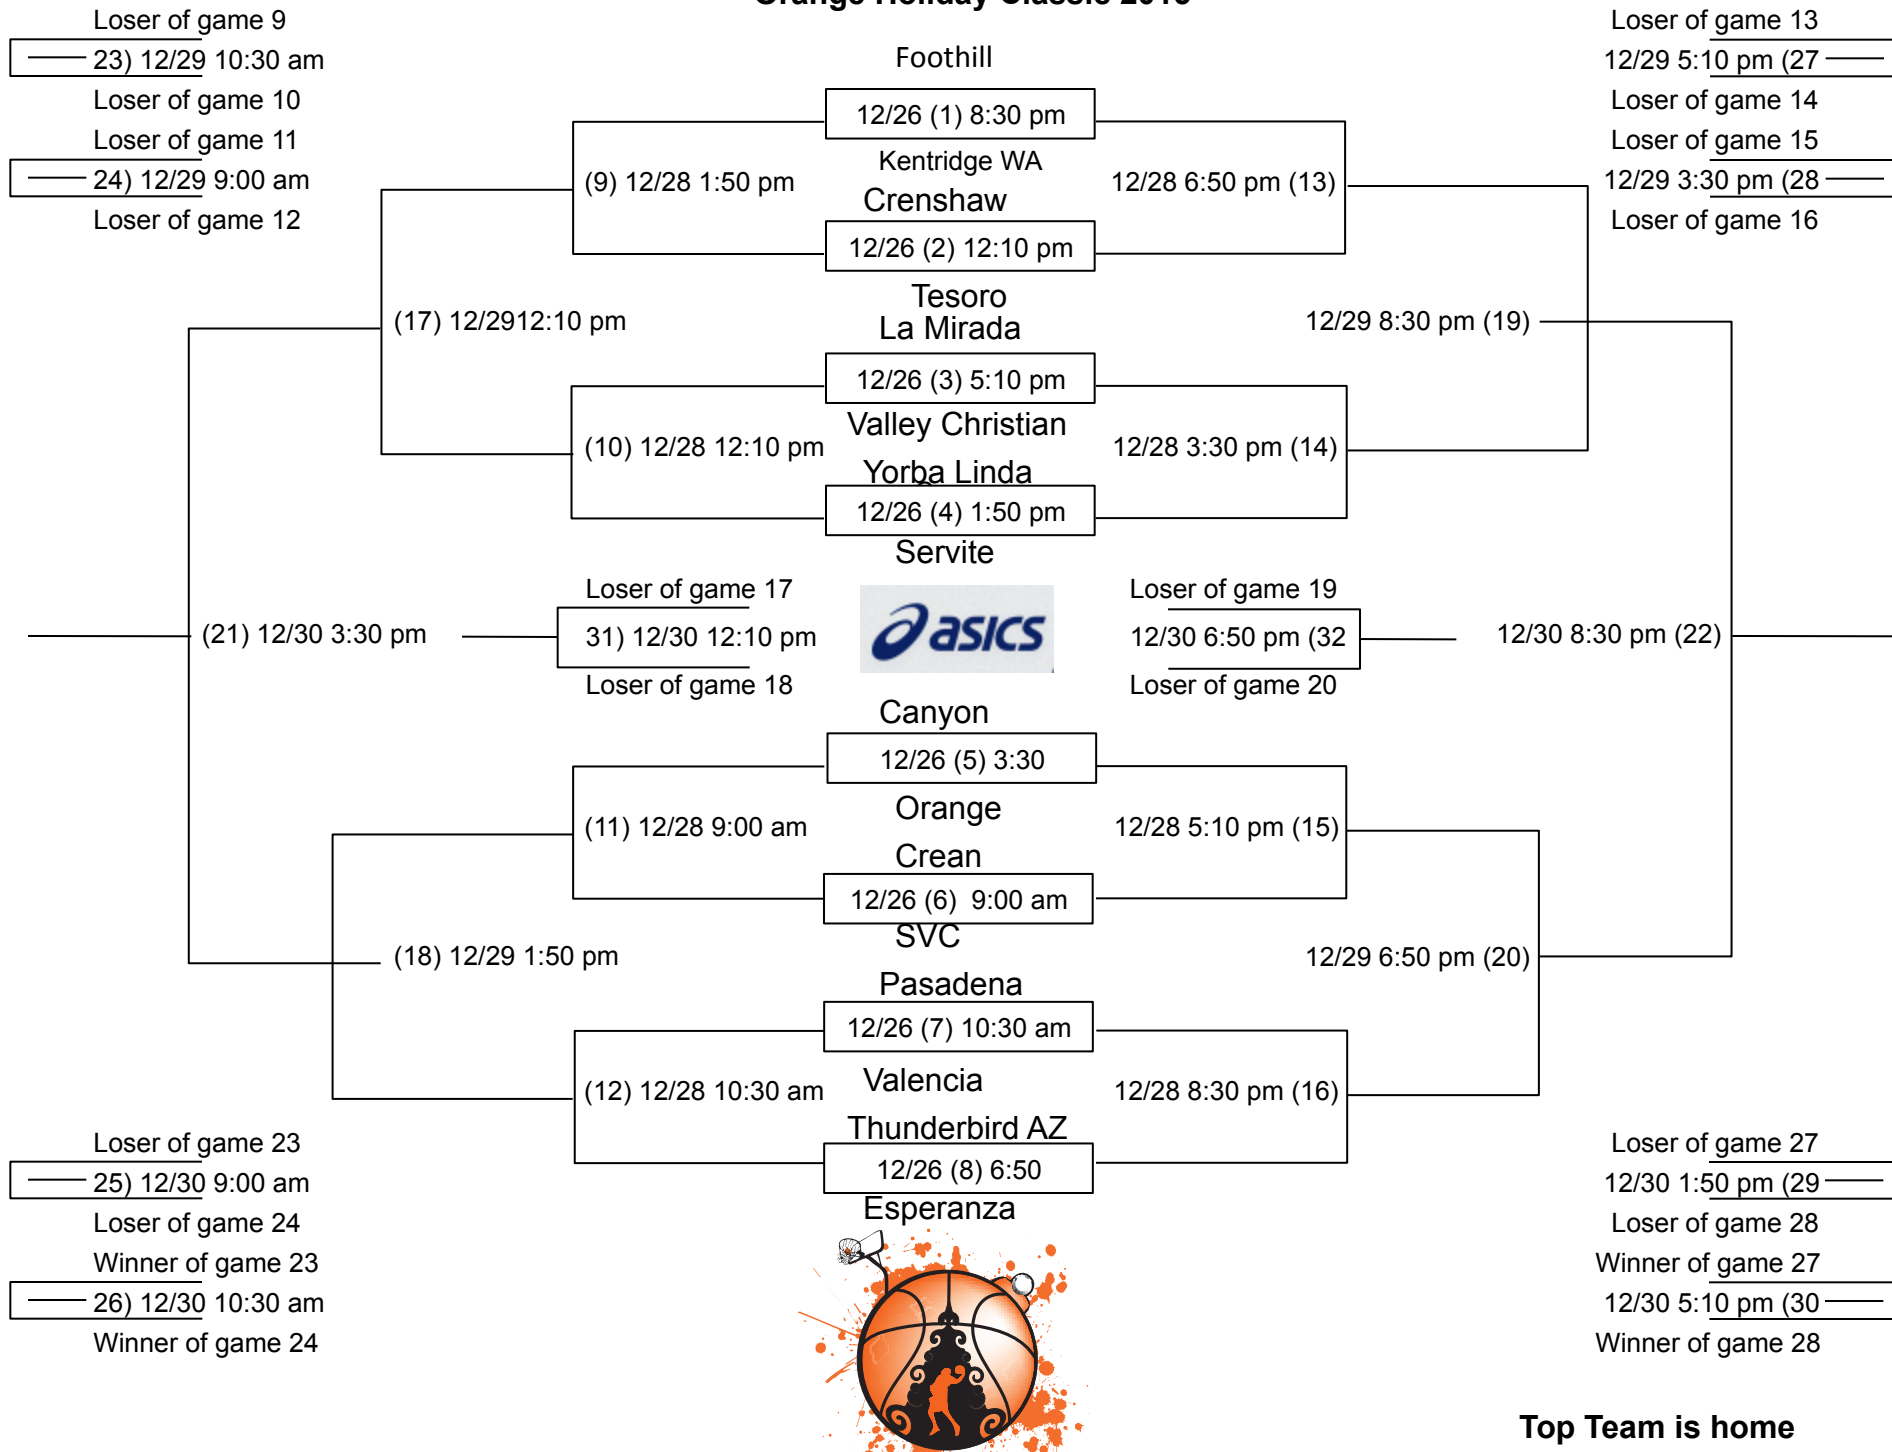 Orange Holiday Classic
Loser of game 9
23) 12/29 10:30 am
Loser of game 10
Loser of game 11
24) 12/29 9:00 am
Loser of game 12
Loser of game 13
12/29 5:10 pm (27
Loser of game 14
Loser of game 15
12/29 3:30 pm (28
Loser of game 16
Foothill
12/26 (1) 8:30 pm
Kentridge WA
(9) 12/28 1:50 pm
12/28 6:50 pm (13)
Crenshaw
12/26 (2) 12:10 pm
Tesoro
(17) 12/2912:10 pm
12/29 8:30 pm (19)
La Mirada
12/26 (3) 5:10 pm
Valley Christian
(10) 12/28 12:10 pm
12/28 3:30 pm (14)
Yorba Linda
12/26 (4) 1:50 pm
Servite
Loser of game 17
31) 12/30 12:10 pm
Loser of game 18
asics
Loser of game 19
12/30 6:50 pm (32
Loser of game 20
(21) 12/30 3:30 pm
12/30 8:30 pm (22)
Canyon
12/26 (5) 3:30
Orange
(11) 12/28 9:00 am
12/28 5:10 pm (15)
Crean
12/26 (6) 9:00 am
SVC
(18) 12/29 1:50 pm
12/29 6:50 pm (20)
Pasadena
12/26 (7) 10:30 am
Valencia
(12) 12/28 10:30 am
12/28 8:30 pm (16)
Thunderbird AZ
12/26 (8) 6:50
Esperanza
Loser of game 23
25) 12/30 9:00 am
Loser of game 24
Winner of game 23
26) 12/30 10:30 am
Winner of game 24
Loser of game 27
12/30 1:50 pm (29
Loser of game 28
Winner of game 27
12/30 5:10 pm (30
Winner of game 28
Top Team is home